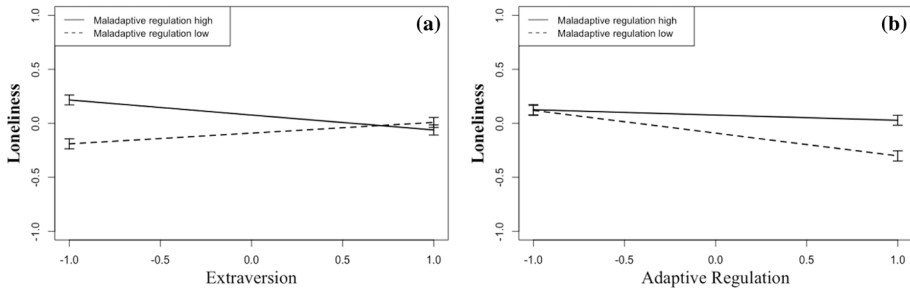 Maladaptive regulation high
Maladaptive regulation low
(a)
Loneliness
1.0
0.5
0.0
-0.5
-1.0
-1.0 -0.5 0.0 0.5 1.0
Extraversion
Maladaptive regulation high
Maladaptive regulation low
(b)
Loneliness
1.0
0.5
0.0
-0.5
-1.0
-1.0 -0.5 0.0 0.5 1.0
Adaptive Regulation